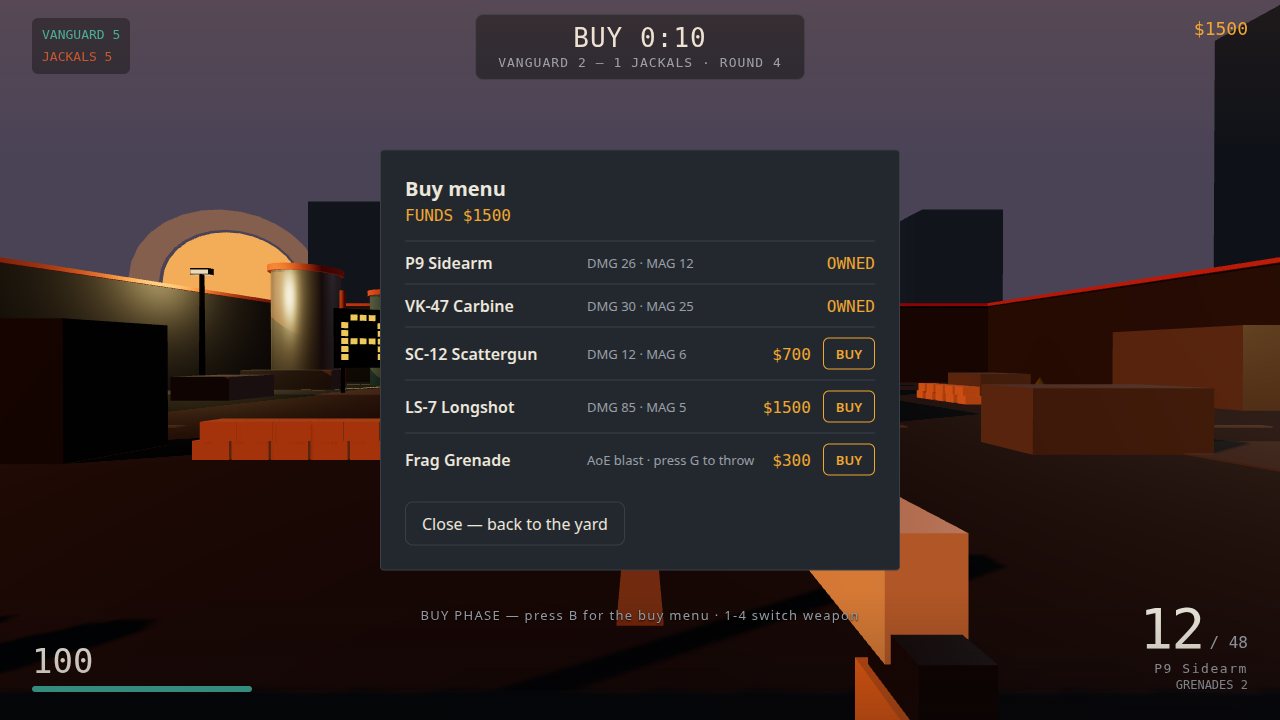 VANGUARD 5
JACKALS 5
BUY 0:10
VANGUARD 2 — 1 JACKALS · ROUND 4
$1500
Buy menu
FUNDS $1500
P9 Sidearm DMG 26 · MAG 12 OWNED
VK-47 Carbine DMG 30 · MAG 25 OWNED
SC-12 Scattergun DMG 12 · MAG 6 $700 BUY
LS-7 Longshot DMG 85 · MAG 5 $1500 BUY
Frag Grenade AoE blast · press G to throw $300 BUY
Close — back to the yard
BUY PHASE — press B for the buy menu · 1-4 switch weapon
100
12 / 48
P9 Sidearm
GRENADES 2